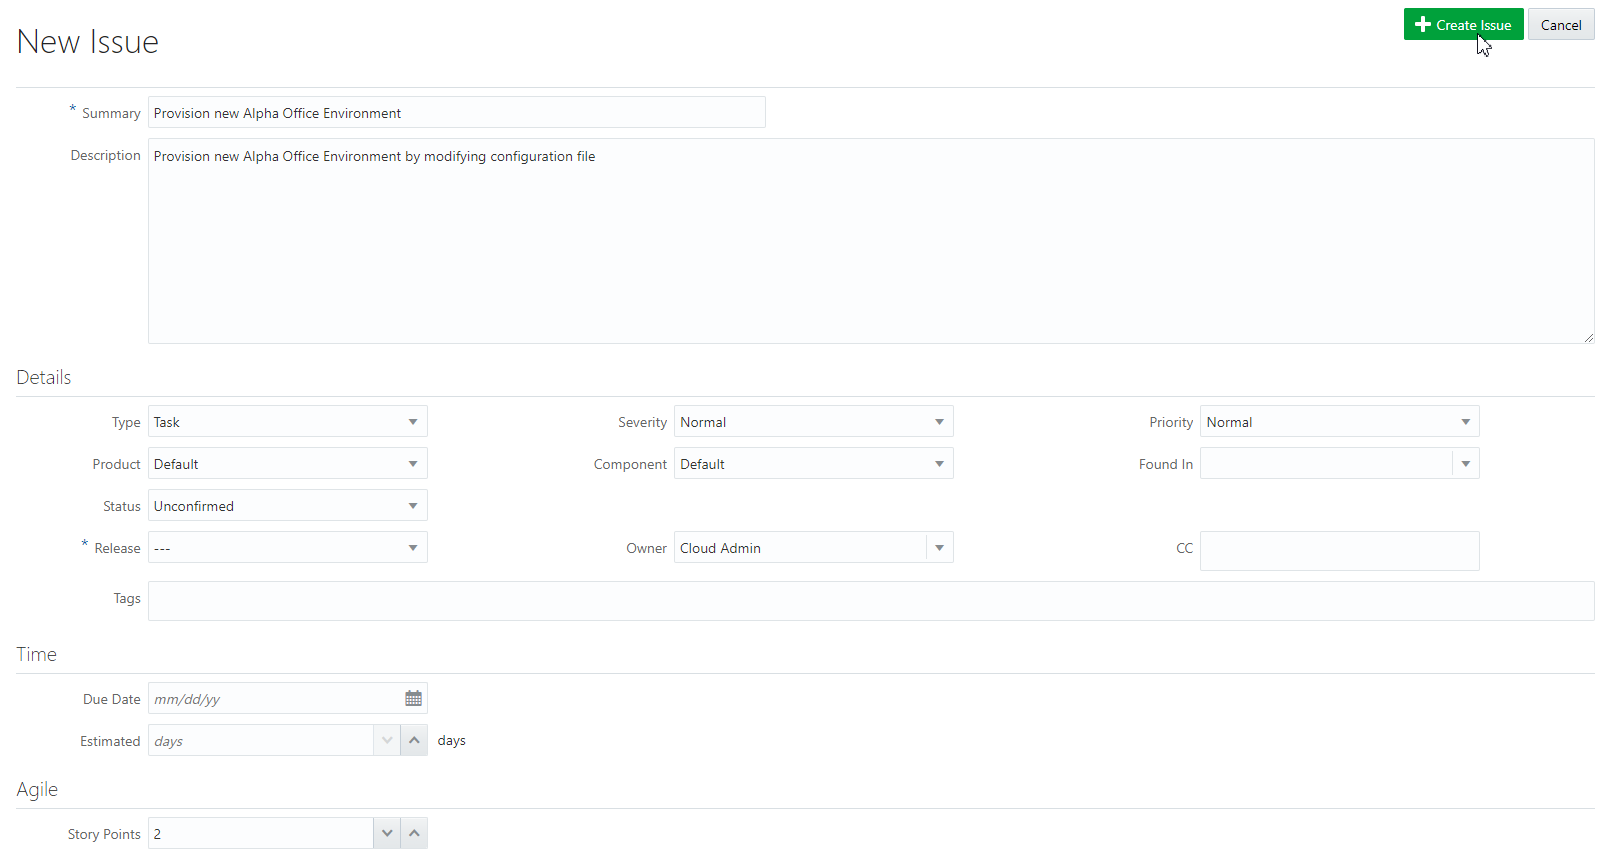 New Issue
Create Issue
Cancel
* Summary
Provision new Alpha Office Environment
Description
Provision new Alpha Office Environment by modifying configuration file
Details
Type Task Severity Normal Priority Normal
Product Default Component Default Found In
Status Unconfirmed
* Release --- Owner Cloud Admin CC
Tags
Time
Due Date mm/dd/yy
Estimated days days
Agile
Story Points 2